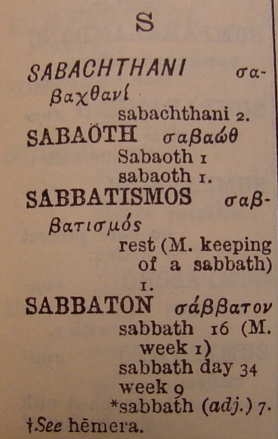 S
SABACHTHANI σα-
βαχθανί
sabachthani 2.
SABAÖTH σαβαώθ
Sabaoth 1
sabaoth 1.
SABBATISMOS σαβ-
βατισμός
rest (M. keeping
of a sabbath)
1.
SABBATON σάββατον
sabbath 16 (M.
week 1)
sabbath day 34
week 9
*sabbath (adj.) 7.
†See hēmera.